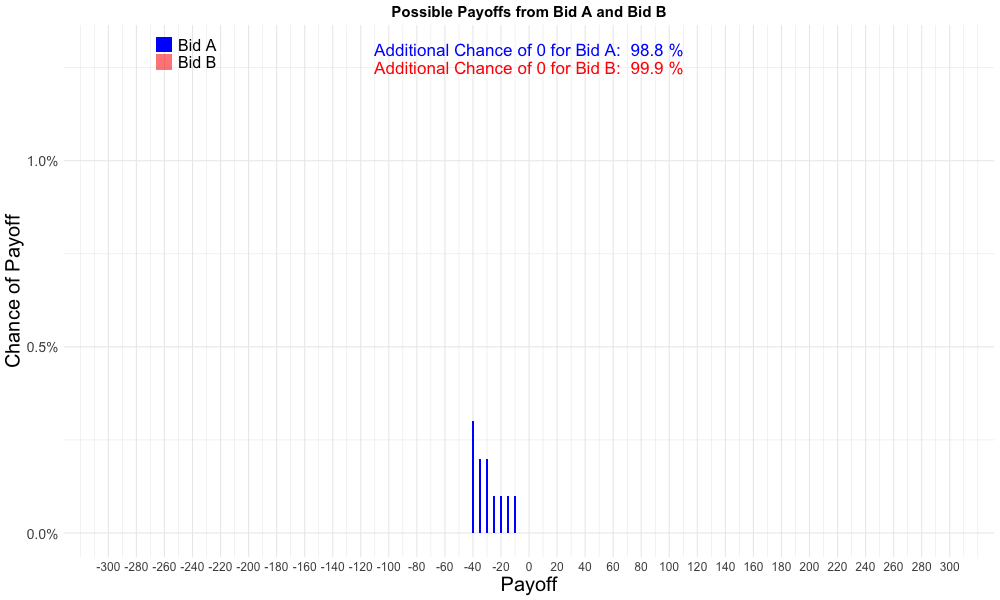 Possible Payoffs from Bid A and Bid B
Bid A
Bid B
Additional Chance of 0 for Bid A: 98.8 %
Additional Chance of 0 for Bid B: 99.9 %
Chance of Payoff
1.0%
0.5%
0.0%
-300 -280 -260 -240 -220 -200 -180 -160 -140 -120 -100 -80 -60 -40 -20 0 20 40 60 80 100 120 140 160 180 200 220 240 260 280 300
Payoff